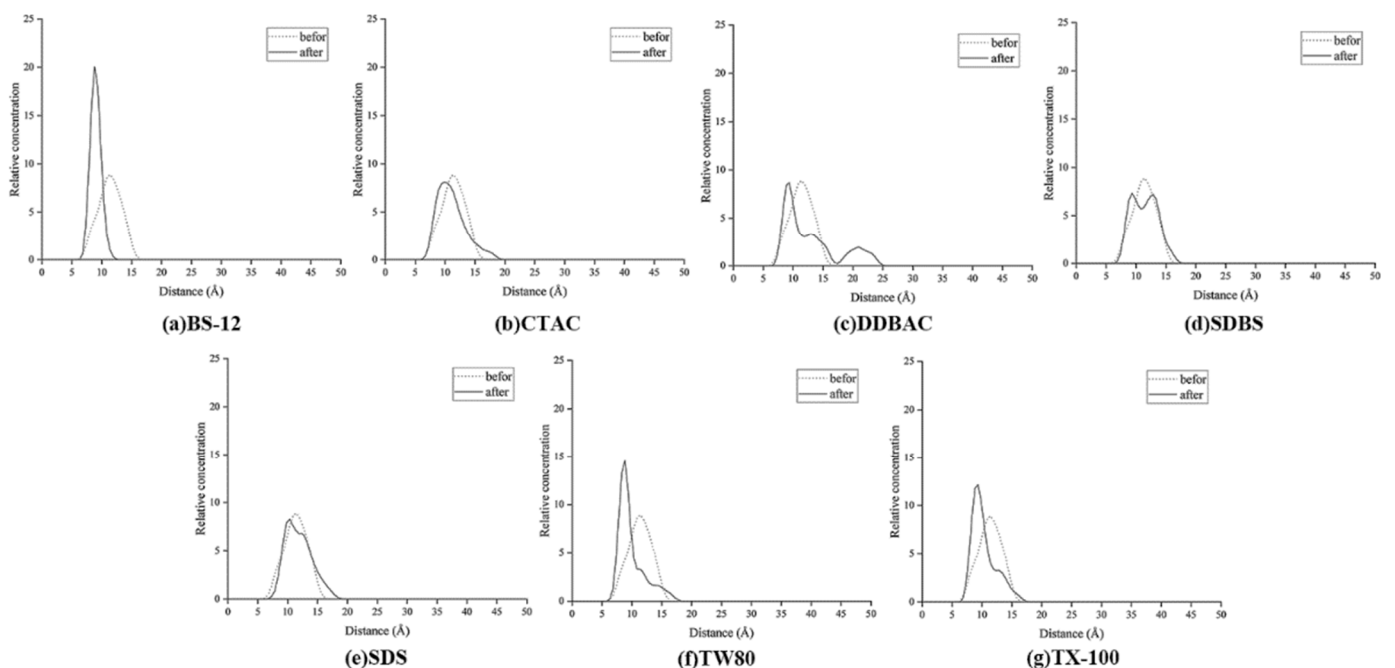 25
20
15
10
5
0
Relative concentration
befor
after
0 5 10 15 20 25 30 35 40 45 50
Distance (Å)
(a)BS-12
25
20
15
10
5
0
Relative concentration
befor
after
0 5 10 15 20 25 30 35 40 45 50
Distance (Å)
(b)CTAC
25
20
15
10
5
0
Relative concentration
befor
after
0 5 10 15 20 25 30 35 40 45 50
Distance (Å)
(c)DDBAC
25
20
15
10
5
0
Relative concentration
befor
after
0 5 10 15 20 25 30 35 40 45 50
Distance (Å)
(d)SDBS
25
20
15
10
5
0
Relative concentration
befor
after
0 5 10 15 20 25 30 35 40 45 50
Distance (Å)
(e)SDS
25
20
15
10
5
0
Relative concentration
befor
after
0 5 10 15 20 25 30 35 40 45 50
Distance (Å)
(f)TW80
25
20
15
10
5
0
Relative concentration
befor
after
0 5 10 15 20 25 30 35 40 45 50
Distance (Å)
(g)TX-100